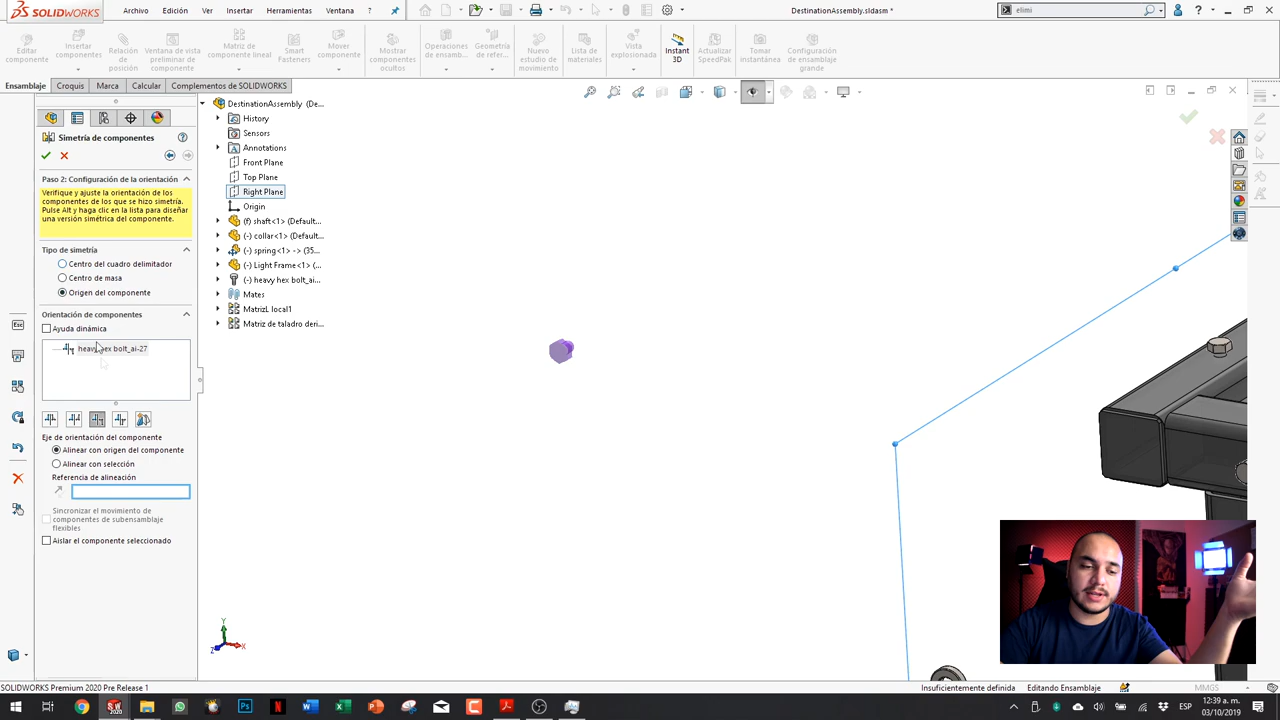 SOLIDWORKS
Archivo
Edición
Ver
Insertar
Herramientas
Ventana
?
DestinationAssembly.sldasm *
elimi
Editar componente
Insertar componentes
Relación de posición
Ventana de vista preliminar de componente
Matriz de componente lineal
Smart Fasteners
Mover componente
Mostrar componentes ocultos
Operaciones de ensamb...
Geometría de refer...
Nuevo estudio de movimiento
Lista de materiales
Vista explosionada
Instant 3D
Actualizar SpeedPak
Tomar instantánea
Configuración de ensamblaje grande
Ensamblaje
Croquis
Marca
Calcular
Complementos de SOLIDWORKS
Simetría de componentes
Paso 2: Configuración de la orientación
Verifique y ajuste la orientación de los
componentes de los que se hizo simetría.
Pulse Alt y haga clic en la lista para diseñar
una versión simétrica del componente.
Tipo de simetría
Centro del cuadro delimitador
Centro de masa
Origen del componente
Orientación de componentes
Ayuda dinámica
heavy hex bolt_ai-27
Eje de orientación del componente
Alinear con origen del componente
Alinear con selección
Referencia de alineación
Sincronizar el movimiento de
componentes de subensamblaje
flexibles
Aislar el componente seleccionado
DestinationAssembly (De...
History
Sensors
Annotations
Front Plane
Top Plane
Right Plane
Origin
(f) shaft<1> (Default...
(-) collar<1> (Default...
(-) spring<1> -> (35...
(-) Light Frame<1> (...
(-) heavy hex bolt_ai...
Mates
MatrizL local1
Matriz de taladro deri...
Y
X
Z
SOLIDWORKS Premium 2020 Pre Release 1
Insuficientemente definida
Editando Ensamblaje
MMGS
ESP
12:39 a. m.
03/10/2019